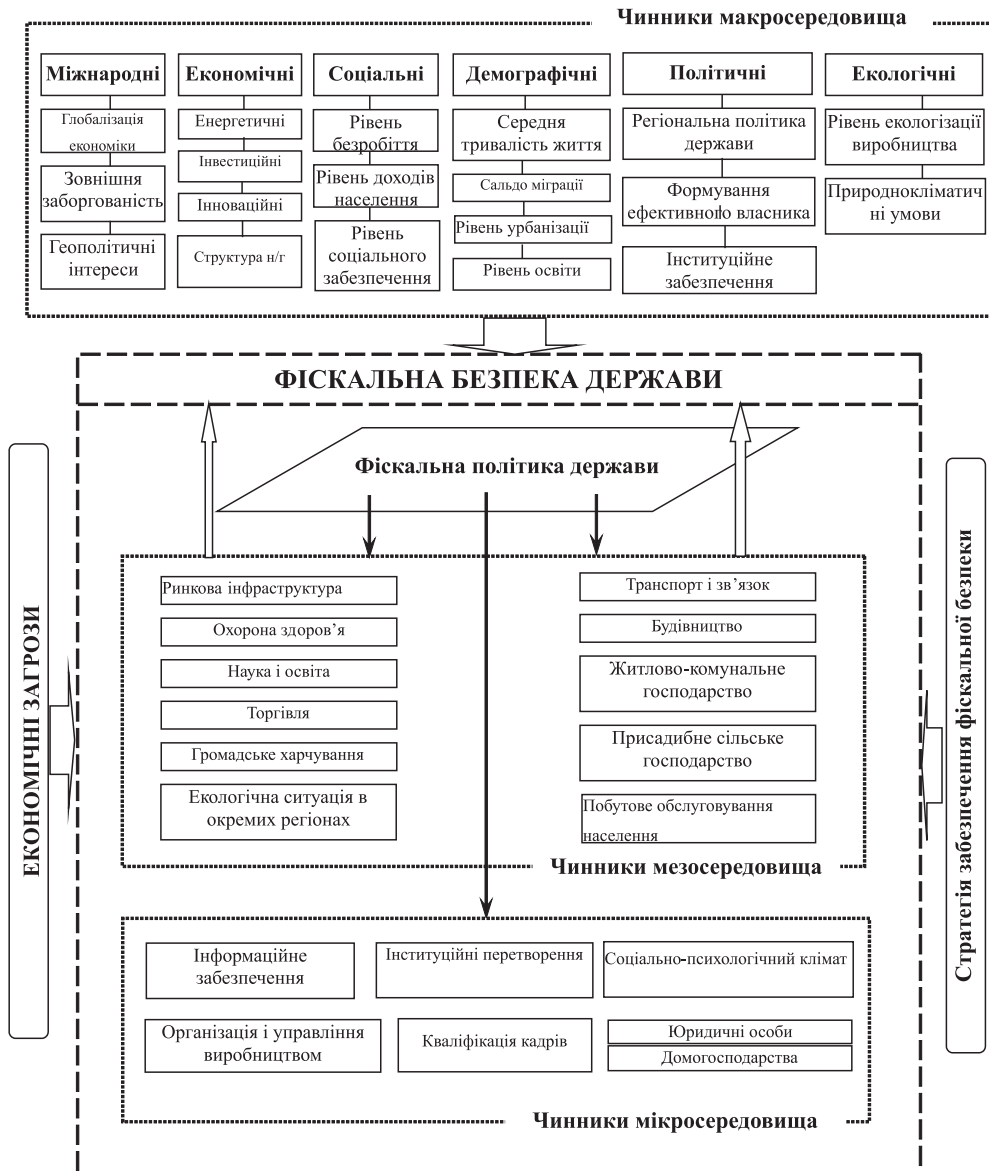 Чинники макросередовища
Міжнародні
Глобалізація
економіки
Зовнішня
заборгованість
Геополітичні
інтереси
Економічні
Енергетичні
Інвестиційні
Інноваційні
Структура н/г
Соціальні
Рівень
безробіття
Рівень доходів
населення
Рівень
соціального
забезпечення
Демографічні
Середня
тривалість життя
Сальдо міграції
Рівень урбанізації
Рівень освіти
Політичні
Регіональна політика
держави
Формування
ефективного власника
Інституційне
забезпечення
Екологічні
Рівень екологізації
виробництва
Природнокліматич
ні умови
ФІСКАЛЬНА БЕЗПЕКА ДЕРЖАВИ
Фіскальна політика держави
ЕКОНОМІЧНІ ЗАГРОЗИ
Ринкова інфраструктура
Охорона здоров’я
Наука і освіта
Торгівля
Громадське харчування
Екологічна ситуація в
окремих регіонах
Транспорт і зв’язок
Будівництво
Житлово-комунальне
господарство
Присадибне сільське
господарство
Побутове обслуговування
населення
Чинники мезосередовища
Стратегія забезпечення фіскальної безпеки
Інформаційне
забезпечення
Інституційні перетворення
Соціально-психологічний клімат
Організація і управління
виробництвом
Кваліфікація кадрів
Юридичні особи
Домогосподарства
Чинники мікросередовища